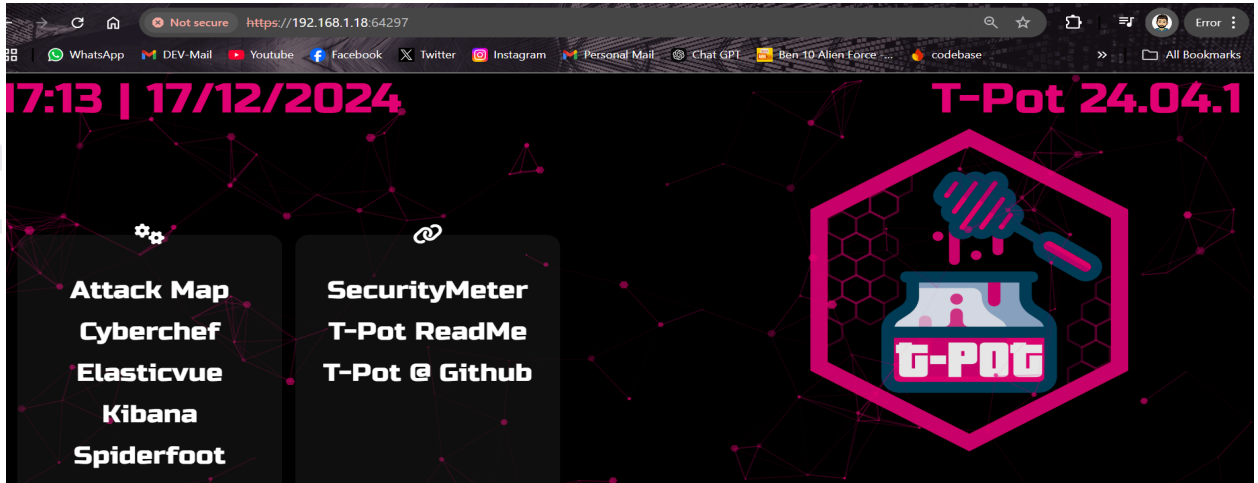 Not secure https://192.168.1.18:64297 Error
WhatsApp DEV-Mail Youtube Facebook Twitter Instagram Personal Mail Chat GPT Ben 10 Alien Force -... codebase » All Bookmarks
17:13 | 17/12/2024 T-Pot 24.04.1
Attack Map
Cyberchef
Elasticvue
Kibana
Spiderfoot
SecurityMeter
T-Pot ReadMe
T-Pot @ Github
t-pot